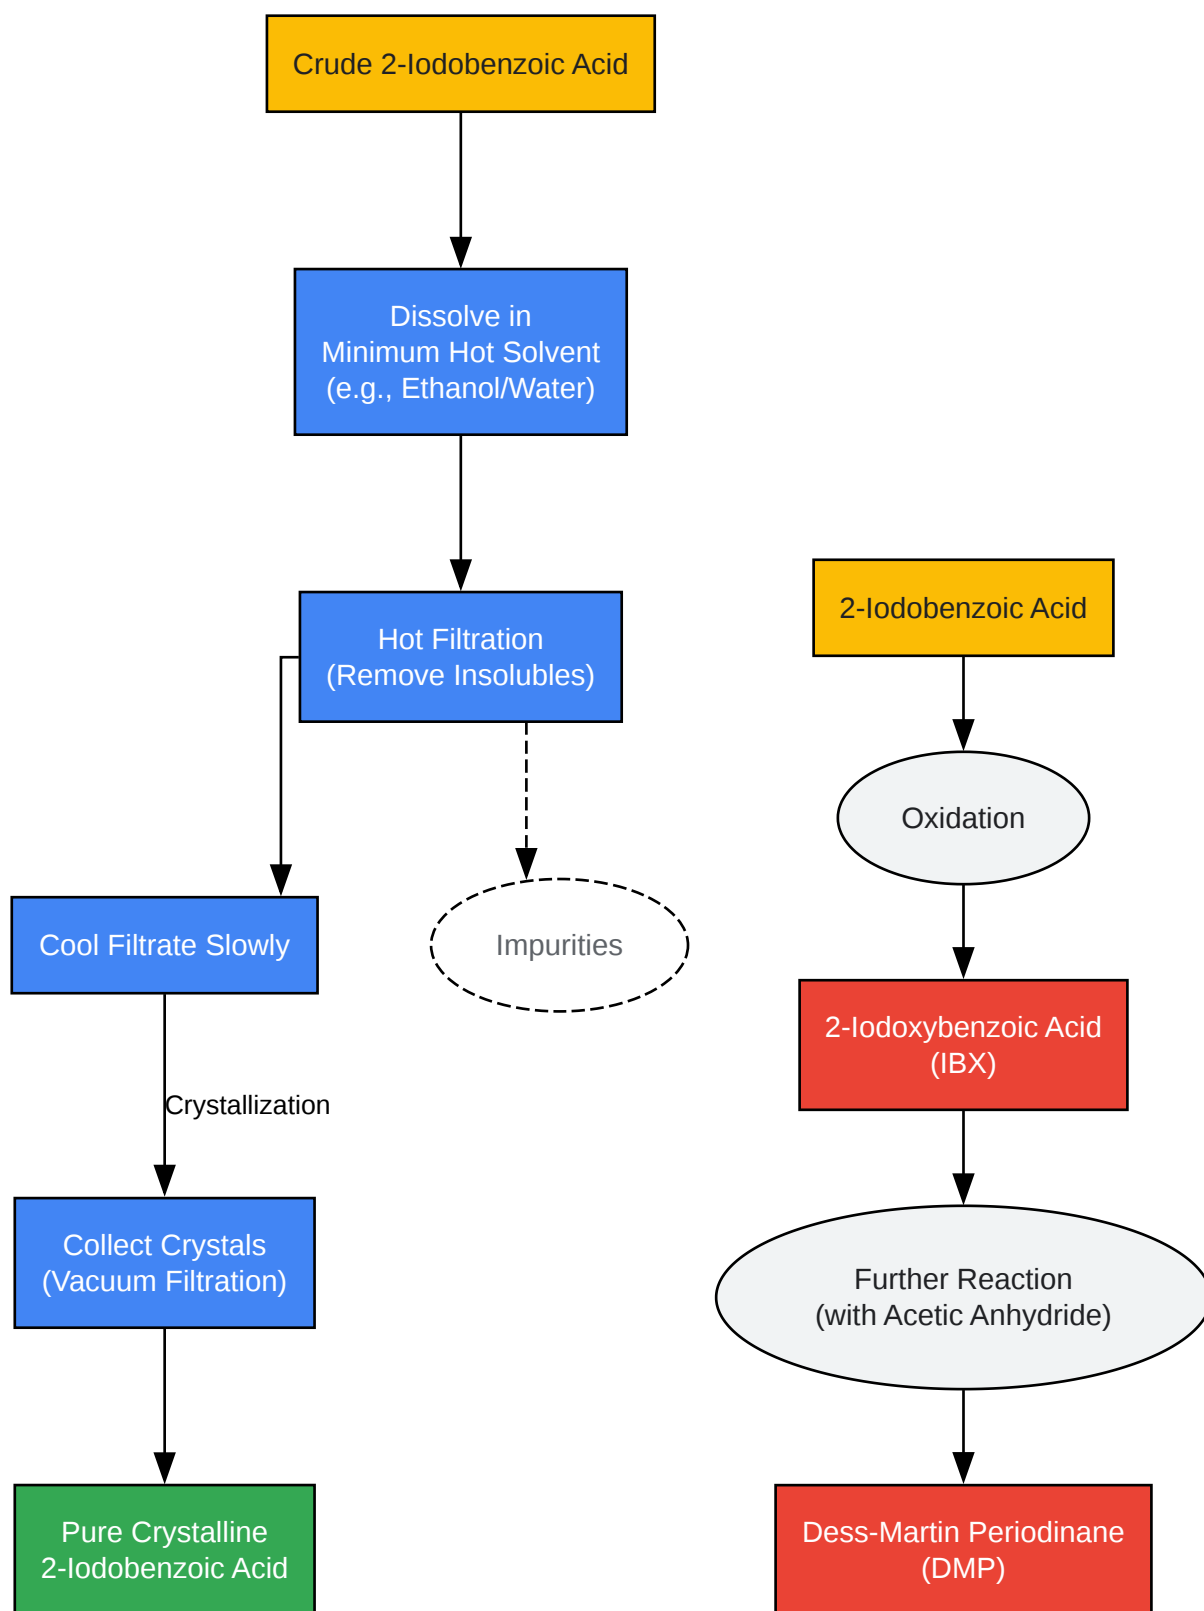 Crude 2-Iodobenzoic Acid
Dissolve in
Minimum Hot Solvent
(e.g., Ethanol/Water)
Hot Filtration
(Remove Insolubles)
Cool Filtrate Slowly
Impurities
Crystallization
Collect Crystals
(Vacuum Filtration)
Pure Crystalline
2-Iodobenzoic Acid
2-Iodobenzoic Acid
Oxidation
2-Iodoxybenzoic Acid
(IBX)
Further Reaction
(with Acetic Anhydride)
Dess-Martin Periodinane
(DMP)